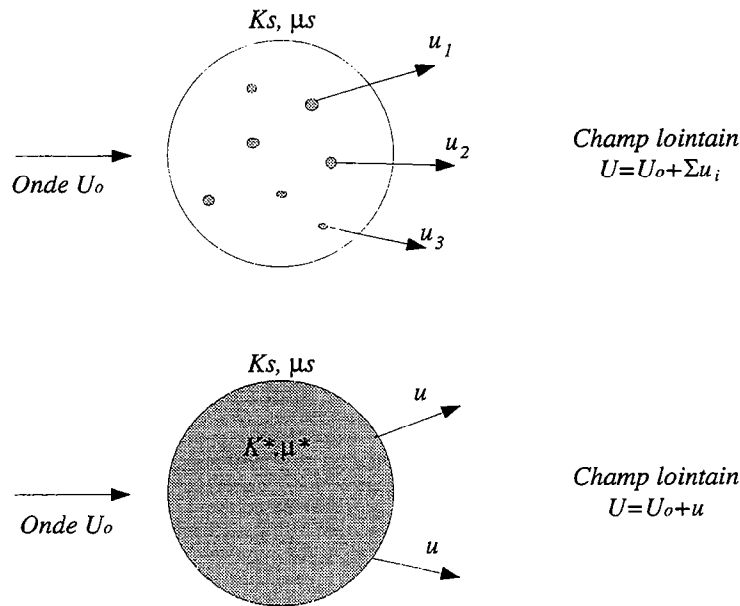 Ks, μs
u1
u2
Onde Uo
Champ lointain
U=Uo+Σui
u3
Ks, μs
u
K*,μ*
Onde Uo
Champ lointain
U=Uo+u
u